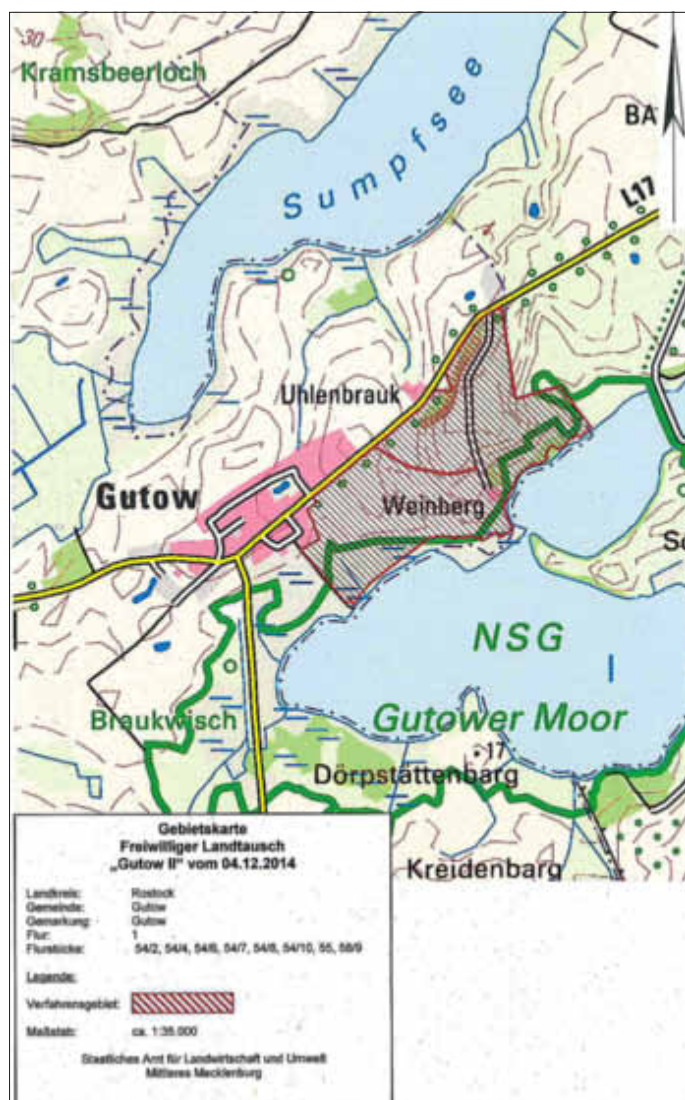 30
Kramsbeerloch
BA
Sumpfsee
L17
Uhlenbrauk
Gutow
Weinberg
Sc
NSG
Gutower Moor
Braukwisch
17
Dörpstättenbarg
Kreidenbarg
Gebietskarte
Freiwilliger Landtausch
„Gutow II" vom 04.12.2014
Landkreis: Rostock
Gemeinde: Gutow
Gemarkung: Gutow
Flur: 1
Flurstücke: 54/2, 54/4, 54/6, 54/7, 54/8, 54/10, 55, 58/9
Legende:
Verfahrensgebiet:
Maßstab: ca. 1:35.000
Staatliches Amt für Landwirtschaft und Umwelt
Mittleres Mecklenburg